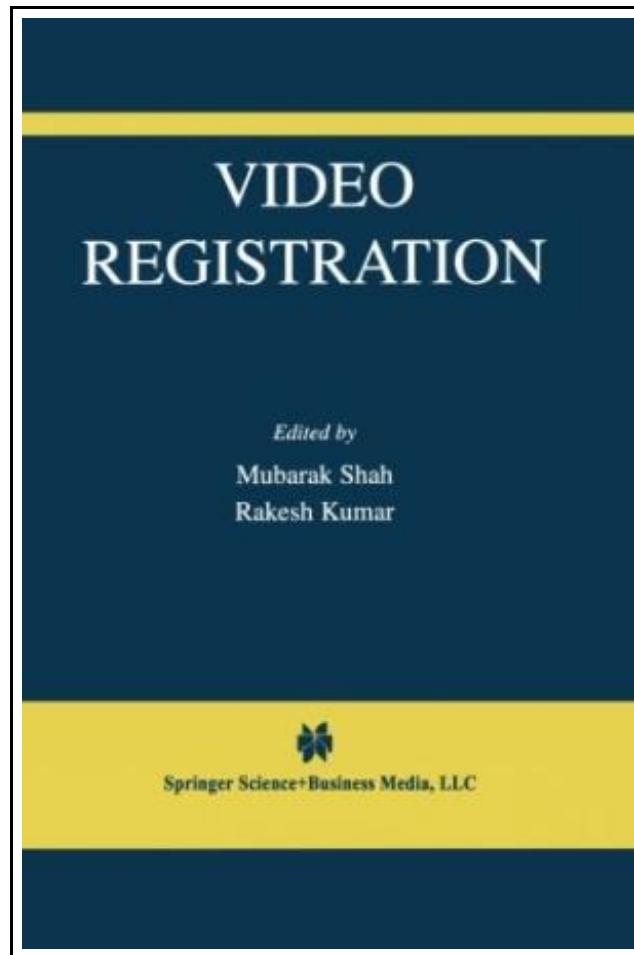 VIDEO
REGISTRATION
Edited by
Mubarak Shah
Rakesh Kumar
Springer Science+Business Media, LLC